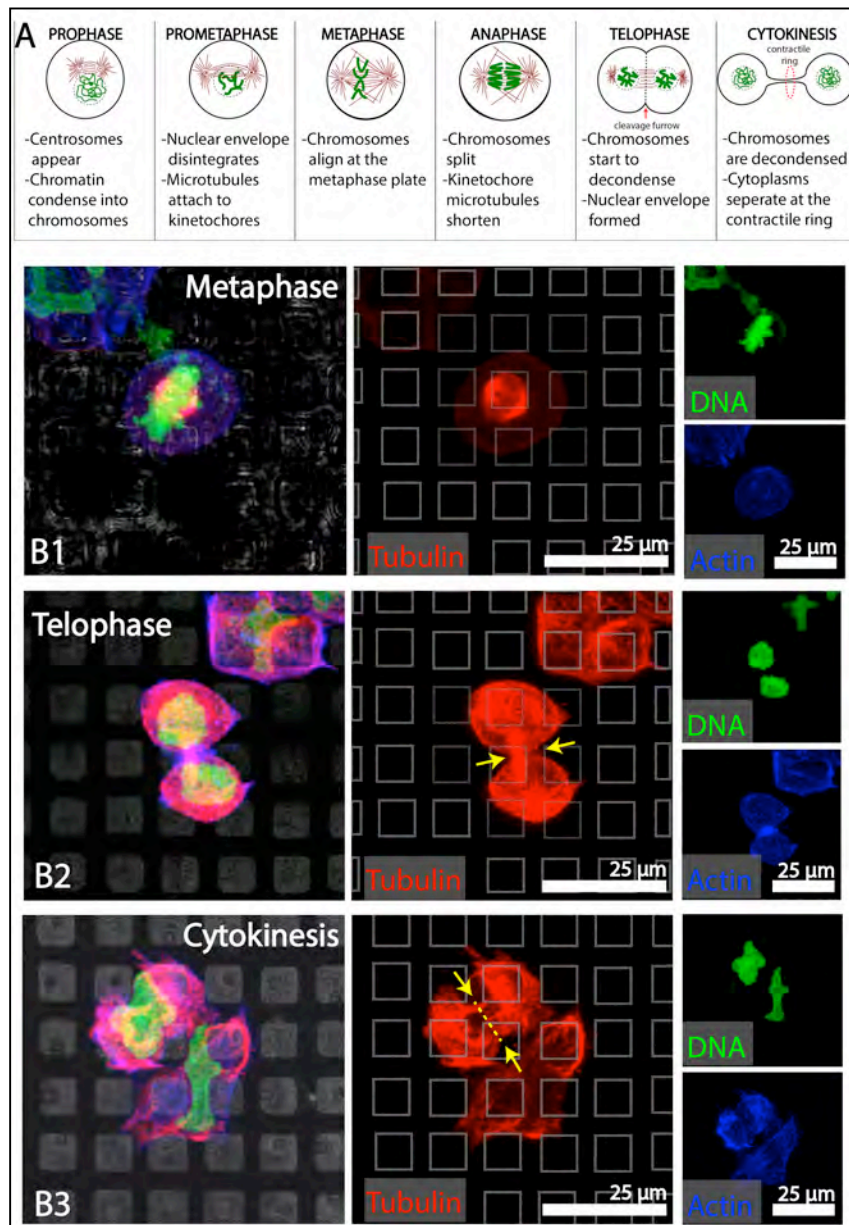 A
PROPHASE
-Centrosomes
appear
-Chromatin
condense into
chromosomes
PROMETAPHASE
-Nuclear envelope
disintegrates
-Microtubules
attach to
kinetochores
METAPHASE
-Chromosomes
align at the
metaphase plate
ANAPHASE
-Chromosomes
split
-Kinetochore
microtubules
shorten
TELOPHASE
cleavage furrow
-Chromosomes
start to
decondense
-Nuclear envelope
formed
CYTOKINESIS
contractile
ring
-Chromosomes
are decondensed
-Cytoplasms
seperate at the
contractile ring
Metaphase
B1
Tubulin
25 µm
DNA
Actin
25 µm
Telophase
B2
Tubulin
25 µm
DNA
Actin
25 µm
Cytokinesis
B3
Tubulin
25 µm
DNA
Actin
25 µm